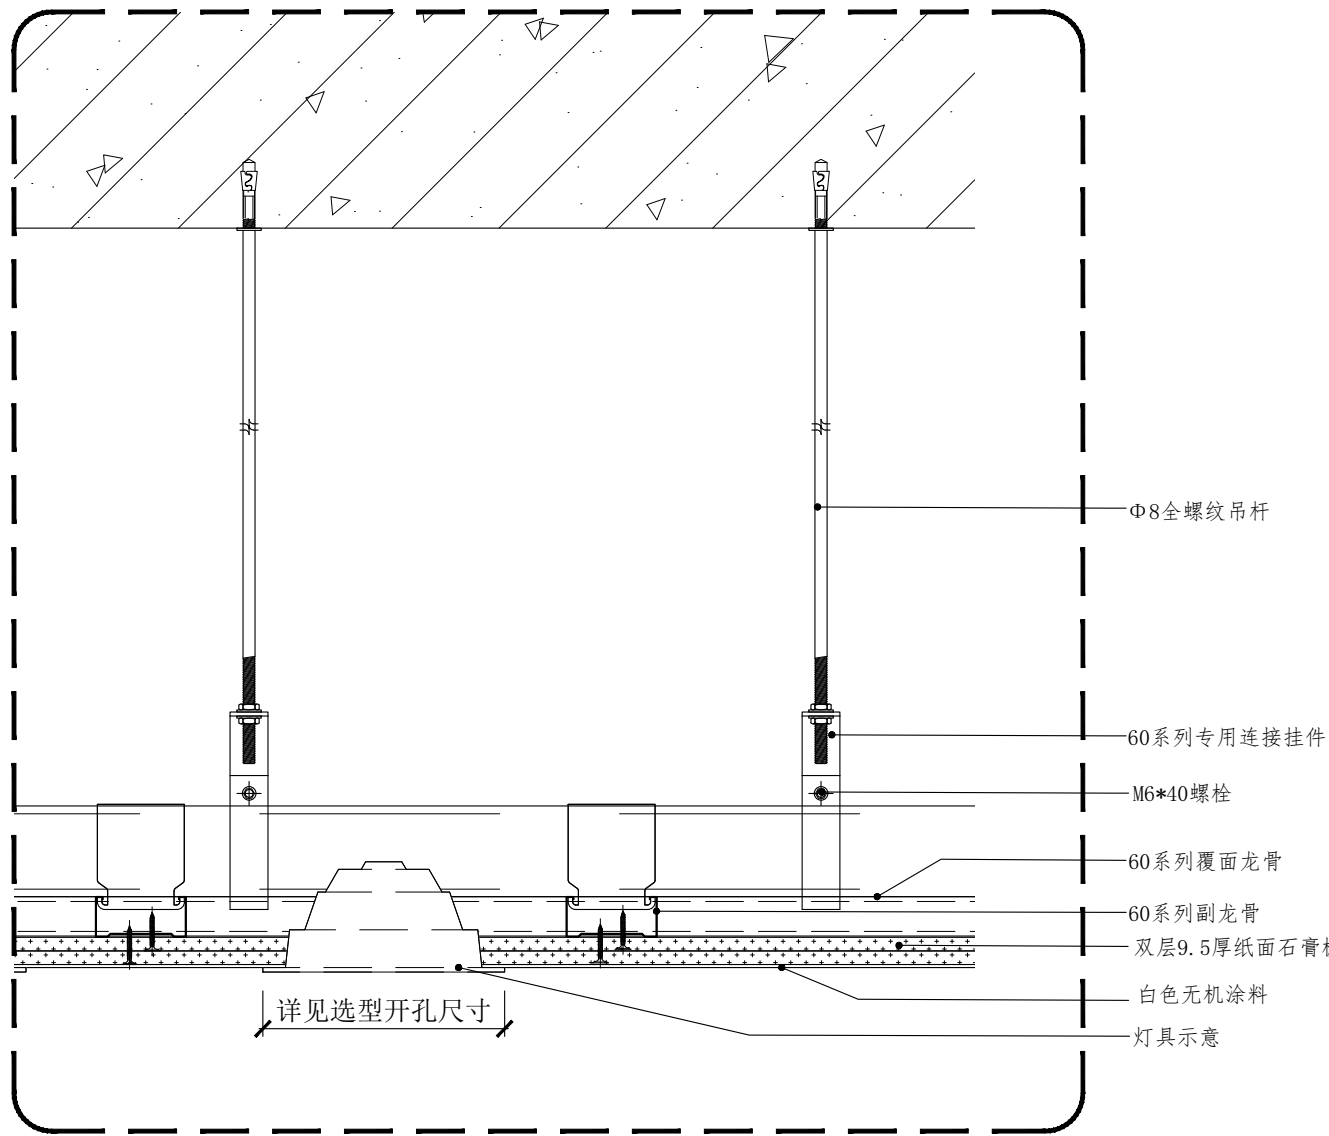 Φ8全螺纹吊杆
60系列专用连接挂件
M6*40螺栓
60系列覆面龙骨
60系列副龙骨
双层9.5厚纸面石膏
白色无机涂料
详见选型开孔尺寸
灯具示意